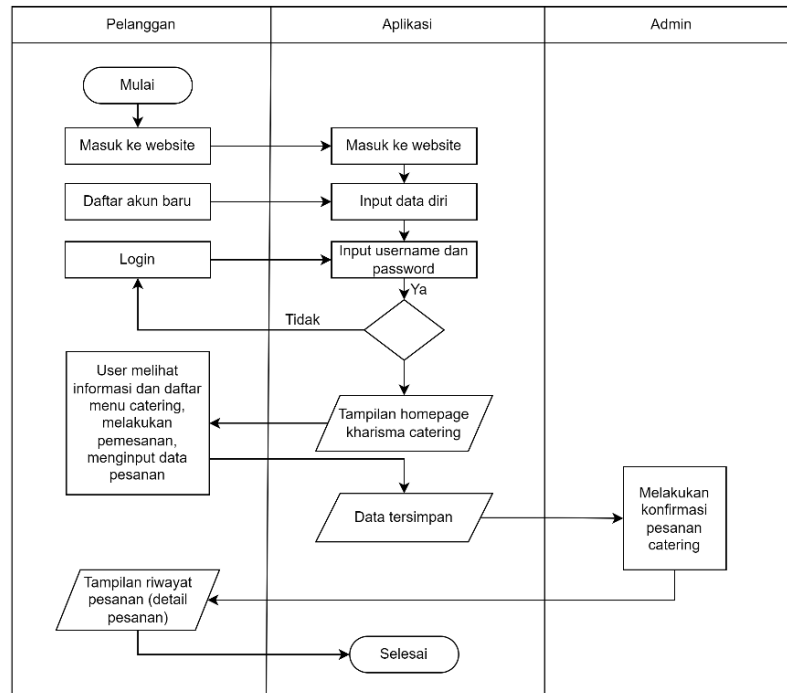 Pelanggan
Aplikasi
Admin
Mulai
Masuk ke website
Masuk ke website
Daftar akun baru
Input data diri
Login
Input username dan
password
Ya
Tidak
User melihat
informasi dan daftar
menu catering,
melakukan
pemesanan,
menginput data
pesanan
Tampilan homepage
kharisma catering
Data tersimpan
Melakukan
konfirmasi
pesanan
catering
Tampilan riwayat
pesanan (detail
pesanan)
Selesai